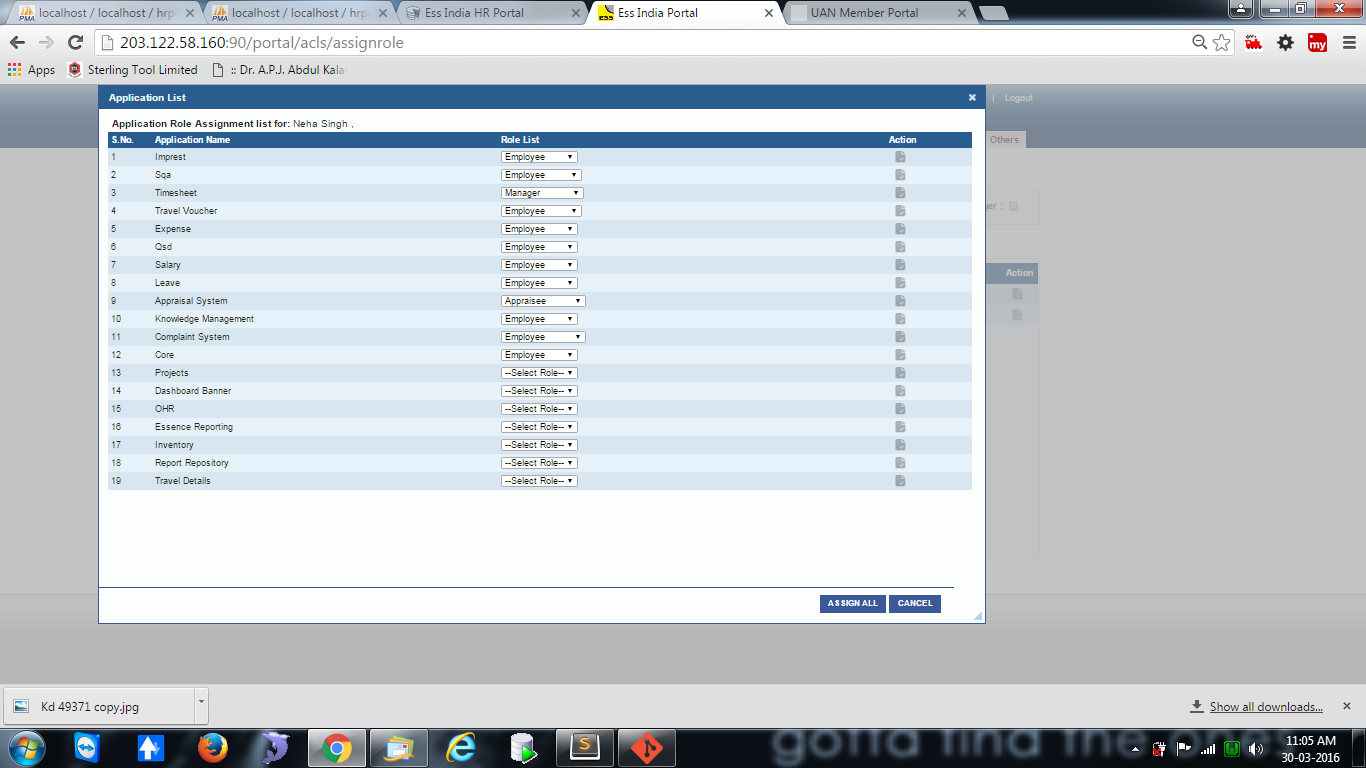 localhost / localhost / hrp
localhost / localhost / hrp
Ess India HR Portal
Ess India Portal
UAN Member Portal
203.122.58.160:90/portal/acls/assignrole
my
Apps
Sterling Tool Limited
:: Dr. A.P.J. Abdul Kala
Application List
| Logout
Application Role Assignment list for: Neha Singh ,
Others
S.No. Application Name Role List Action
1 Imprest Employee
2 Sqa Employee
3 Timesheet Manager
4 Travel Voucher Employee
ger :
5 Expense Employee
6 Qsd Employee
7 Salary Employee
Action
8 Leave Employee
9 Appraisal System Appraisee
10 Knowledge Management Employee
11 Complaint System Employee
12 Core Employee
13 Projects --Select Role--
14 Dashboard Banner --Select Role--
15 OHR --Select Role--
16 Essence Reporting --Select Role--
17 Inventory --Select Role--
18 Report Repository --Select Role--
19 Travel Details --Select Role--
ASSIGN ALL CANCEL
Kd 49371 copy.jpg
Show all downloads...
gotta find the
11:05 AM
30-03-2016